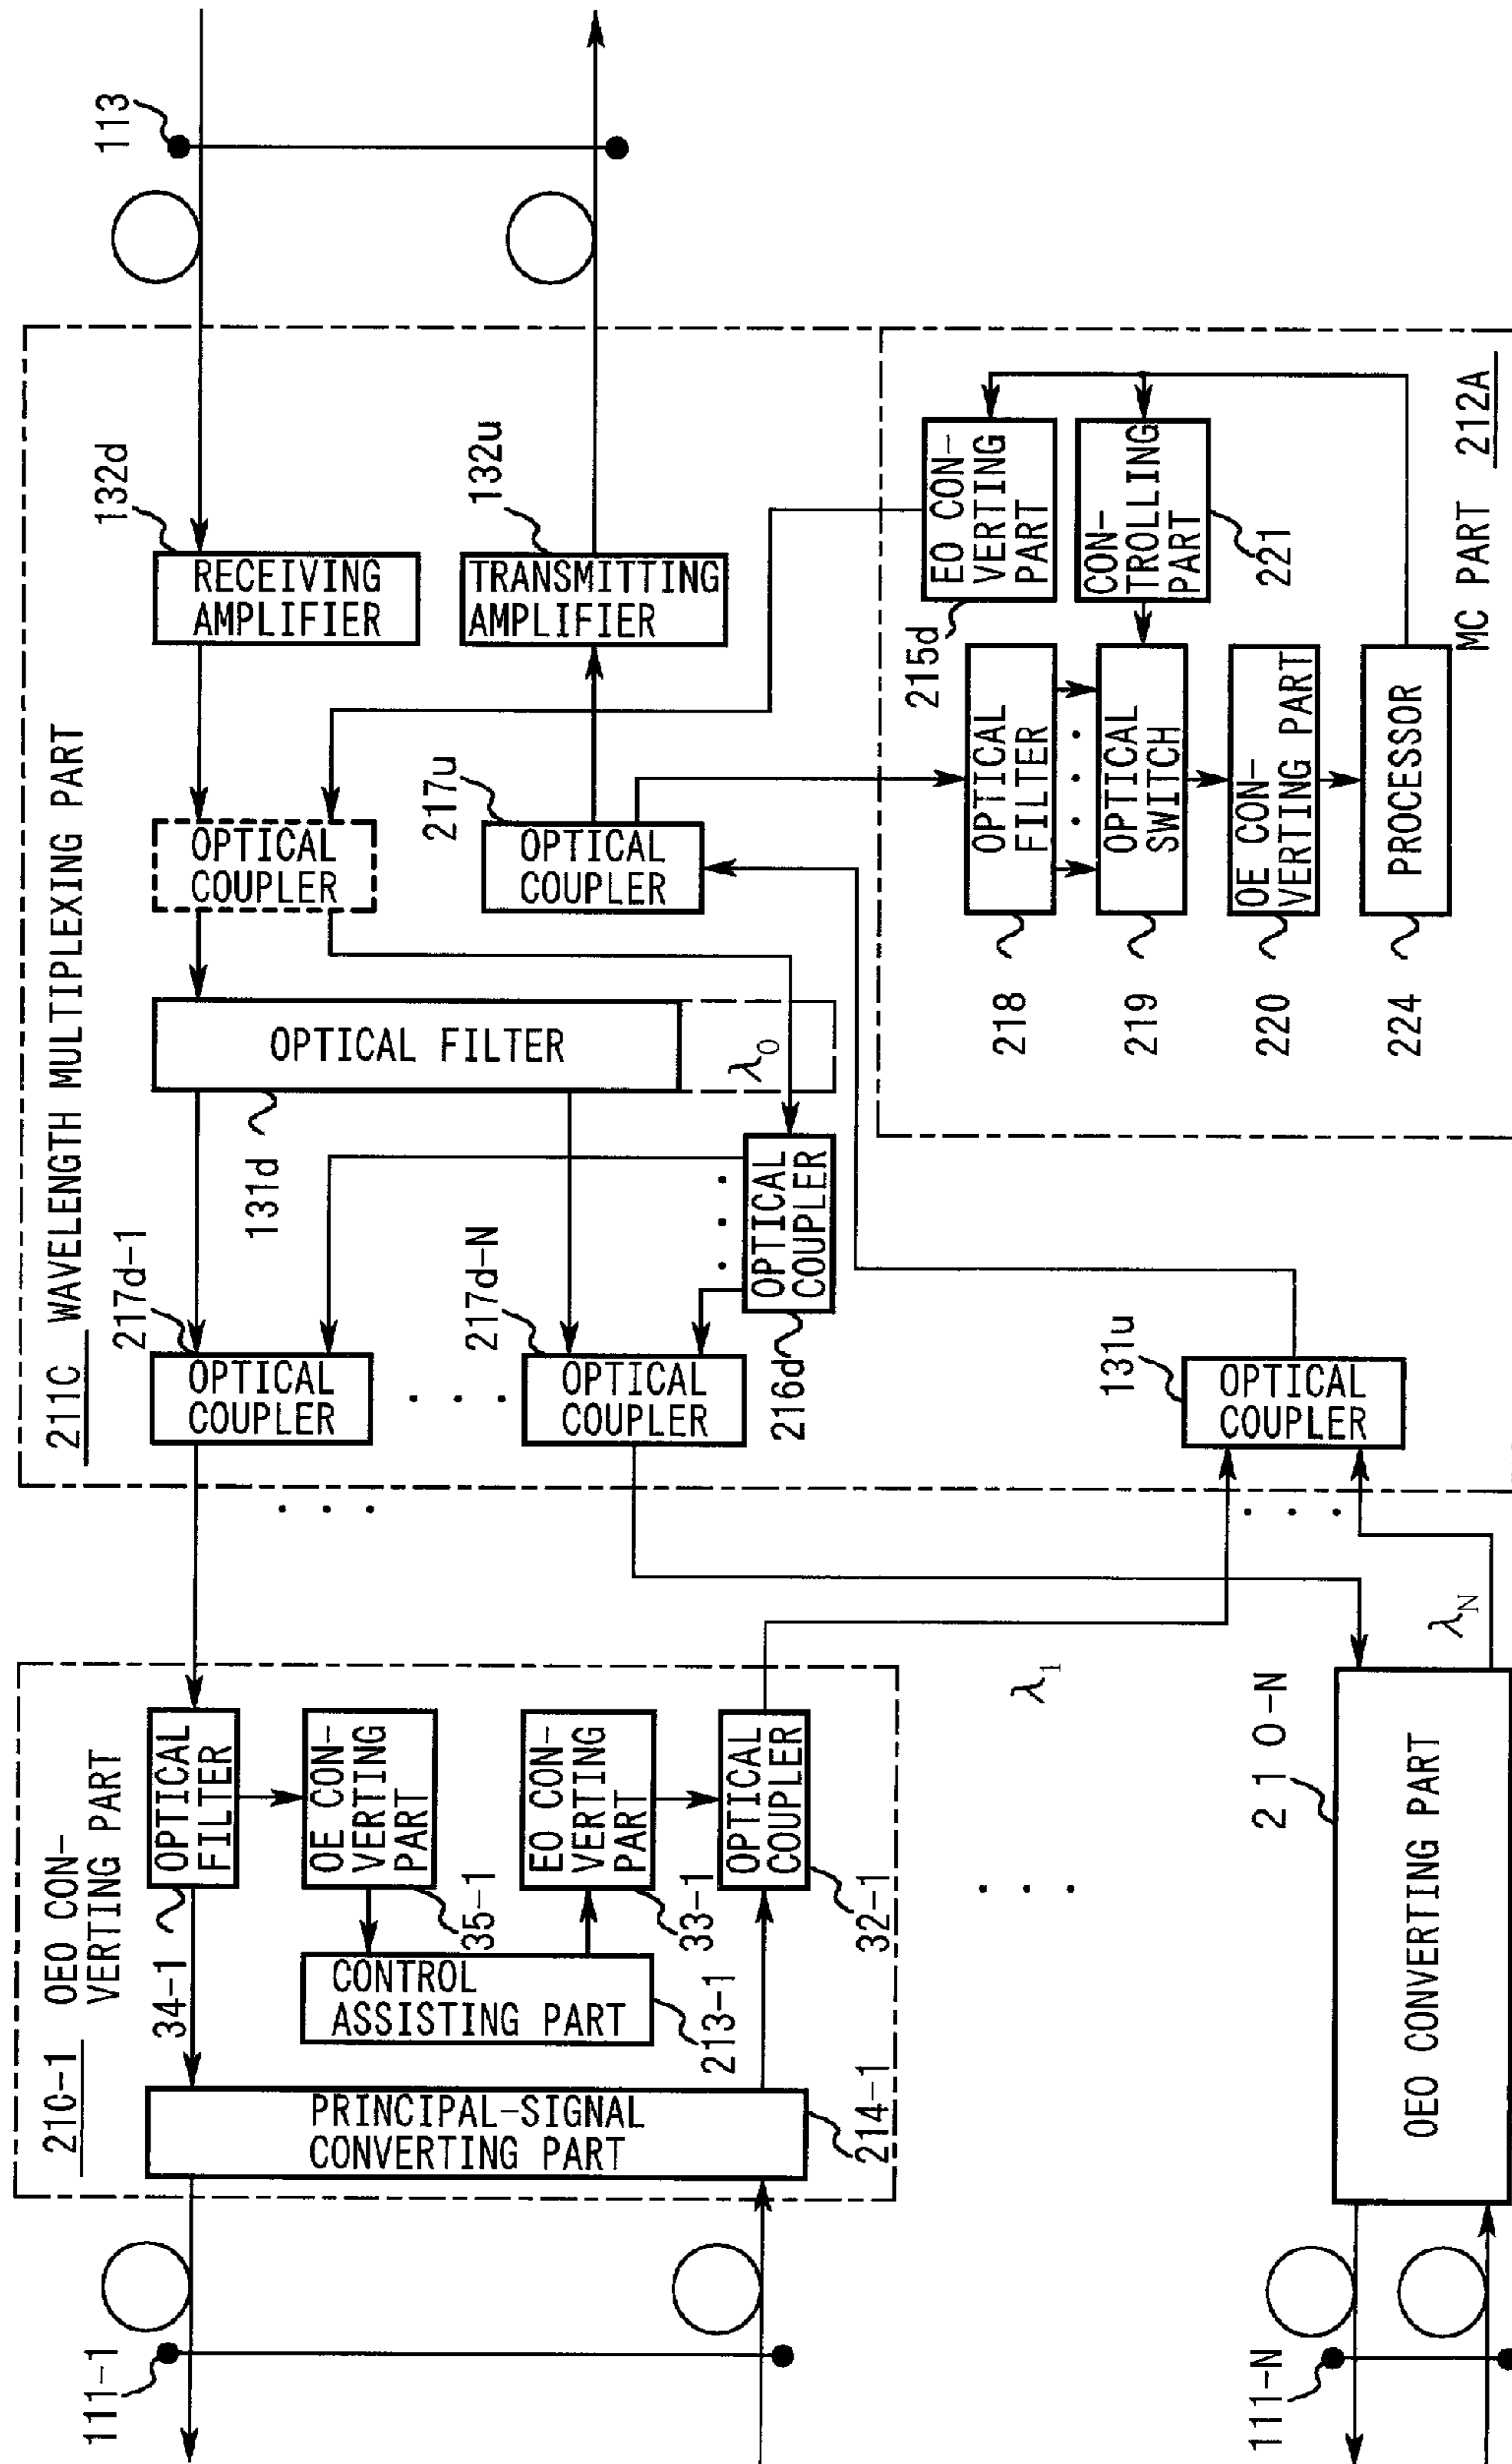 111-1
210-1 OEO CON-
VERTING PART
34-1
OPTICAL
FILTER
OE CON-
VERTING
PART
35-1
CONTROL
ASSISTING PART
213-1
EO CON-
VERTING
PART
33-1
OPTICAL
COUPLER
32-1
PRINCIPAL-SIGNAL
CONVERTING PART
214-1
λ1
111-N
210-N
OEO CONVERTING PART
λN
211C WAVELENGTH MULTIPLEXING PART
217d-1
OPTICAL
COUPLER
217d-N
OPTICAL
COUPLER
131d
OPTICAL FILTER
λ0
216d
OPTICAL
COUPLER
OPTICAL
COUPLER
132d
RECEIVING
AMPLIFIER
113
217u
OPTICAL
COUPLER
132u
TRANSMITTING
AMPLIFIER
131u
OPTICAL
COUPLER
215d
EO CON-
VERTING
PART
CON-
TROLLING
PART
221
218
OPTICAL
FILTER
219
OPTICAL
SWITCH
220
OE CON-
VERTING PART
224
PROCESSOR
MC PART 212A